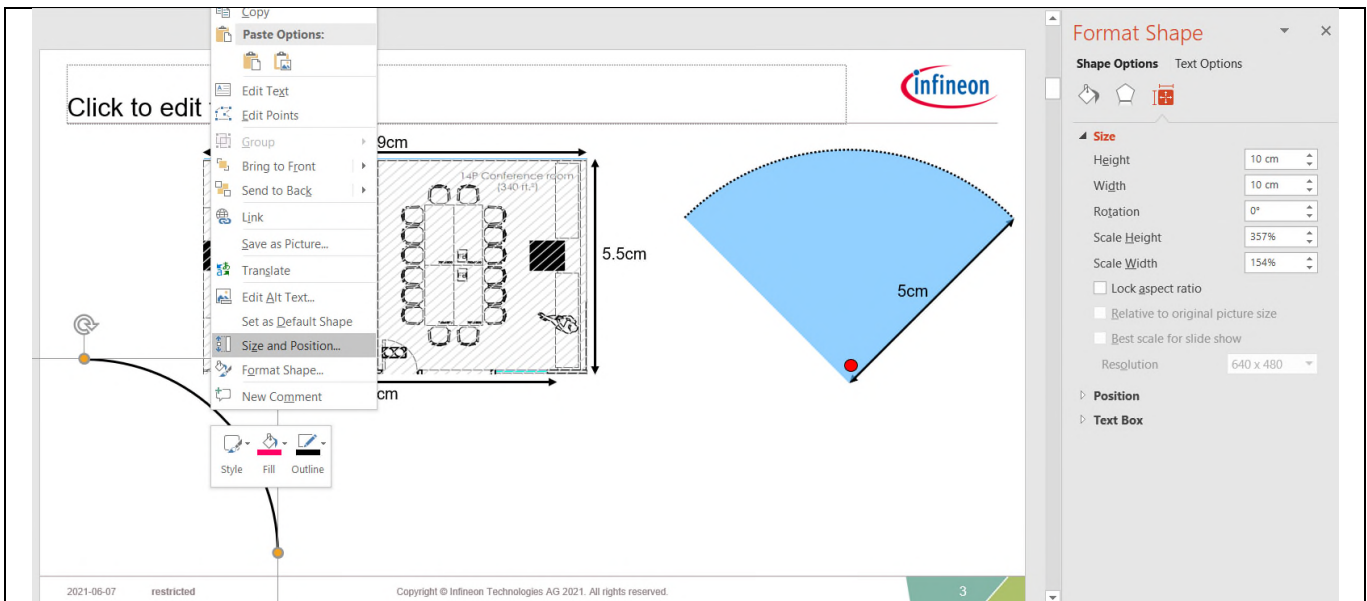 Copy
Paste Options:
Edit Text
Edit Points
Group
Bring to Front
Send to Back
Link
Save as Picture...
Translate
Edit Alt Text...
Set as Default Shape
Size and Position...
Format Shape...
New Comment
Style Fill Outline
Click to edit
infineon
9cm
14P Conference room
(340 ft.²)
5.5cm
cm
5cm
2021-06-07 restricted Copyright © Infineon Technologies AG 2021. All rights reserved. 3
Format Shape
Shape Options Text Options
Size
Height 10 cm
Width 10 cm
Rotation 0°
Scale Height 357%
Scale Width 154%
Lock aspect ratio
Relative to original picture size
Best scale for slide show
Resolution 640 x 480
Position
Text Box